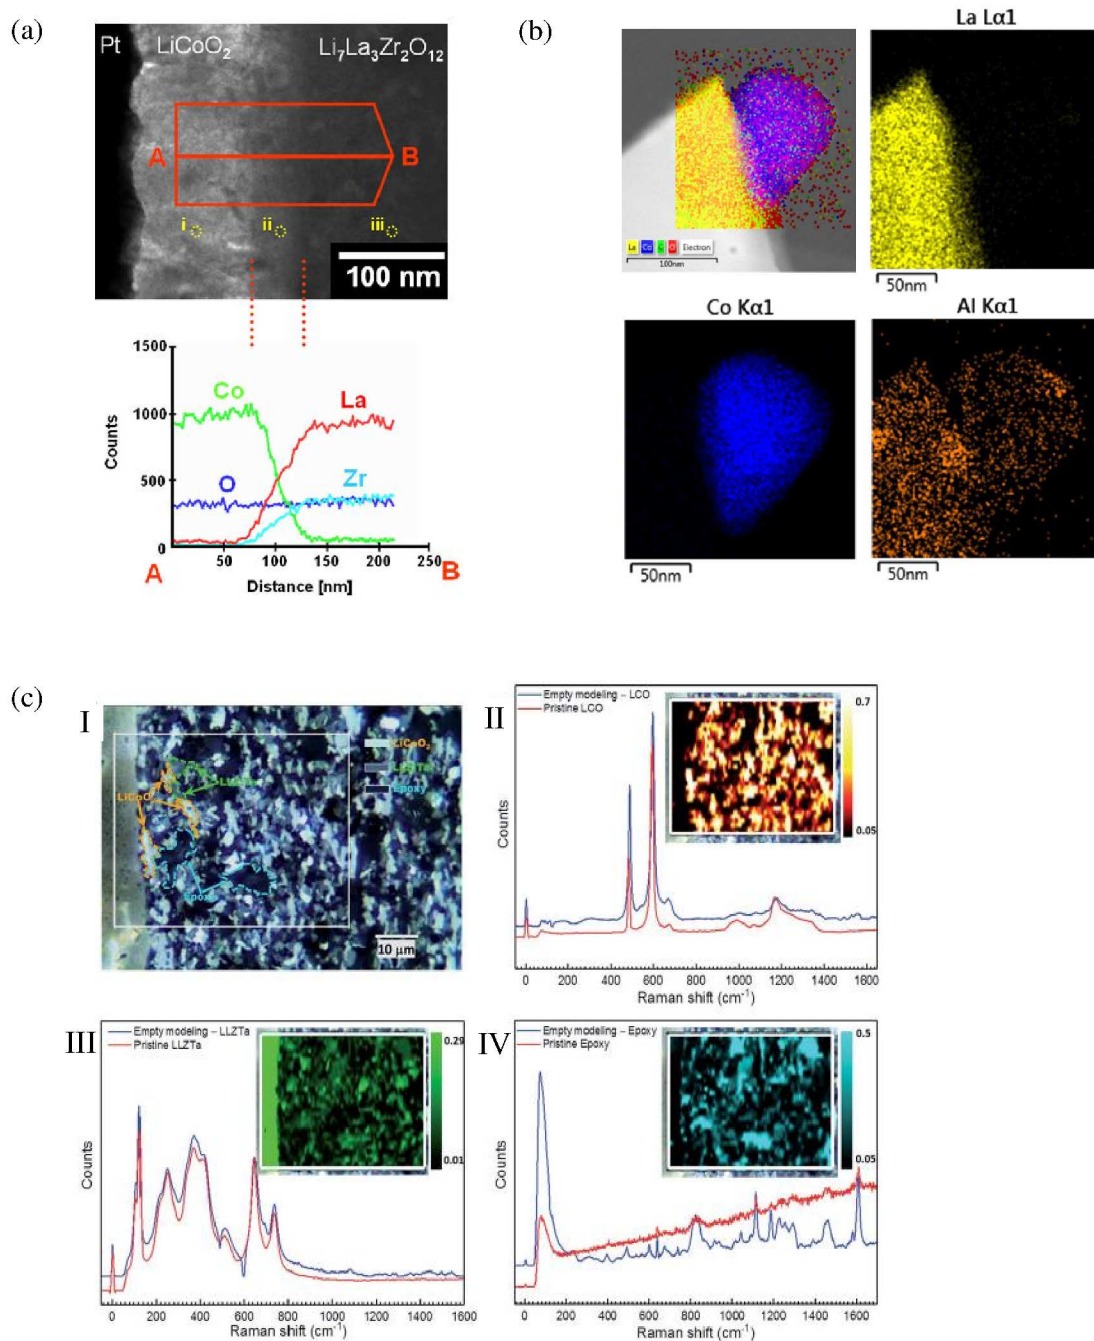 (a)
Pt
LiCoO₂
Li₇La₃Zr₂O₁₂
A
B
i
ii
iii
100 nm
1500
1000
500
0
Counts
Co
La
O
Zr
50
100
150
200
250
A
Distance [nm]
B
(b)
La Co C O Electron
100nm
La Lα1
50nm
Co Kα1
50nm
Al Kα1
50nm
(c)
I
LiCoO₂
LLZTa
Epoxy
LLZTa
LiCoO₂
Epoxy
10 µm
II
Empty modeling – LCO
Pristine LCO
0.7
0.05
Counts
0 200 400 600 800 1000 1200 1400 1600
Raman shift (cm⁻¹)
III
Empty modeling – LLZTa
Pristine LLZTa
0.29
0.01
Counts
0 200 400 600 800 1000 1200 1400 1600
Raman shift (cm⁻¹)
IV
Empty modeling – Epoxy
Pristine Epoxy
0.5
0.05
Counts
0 200 400 600 800 1000 1200 1400 1600
Raman shift (cm⁻¹)